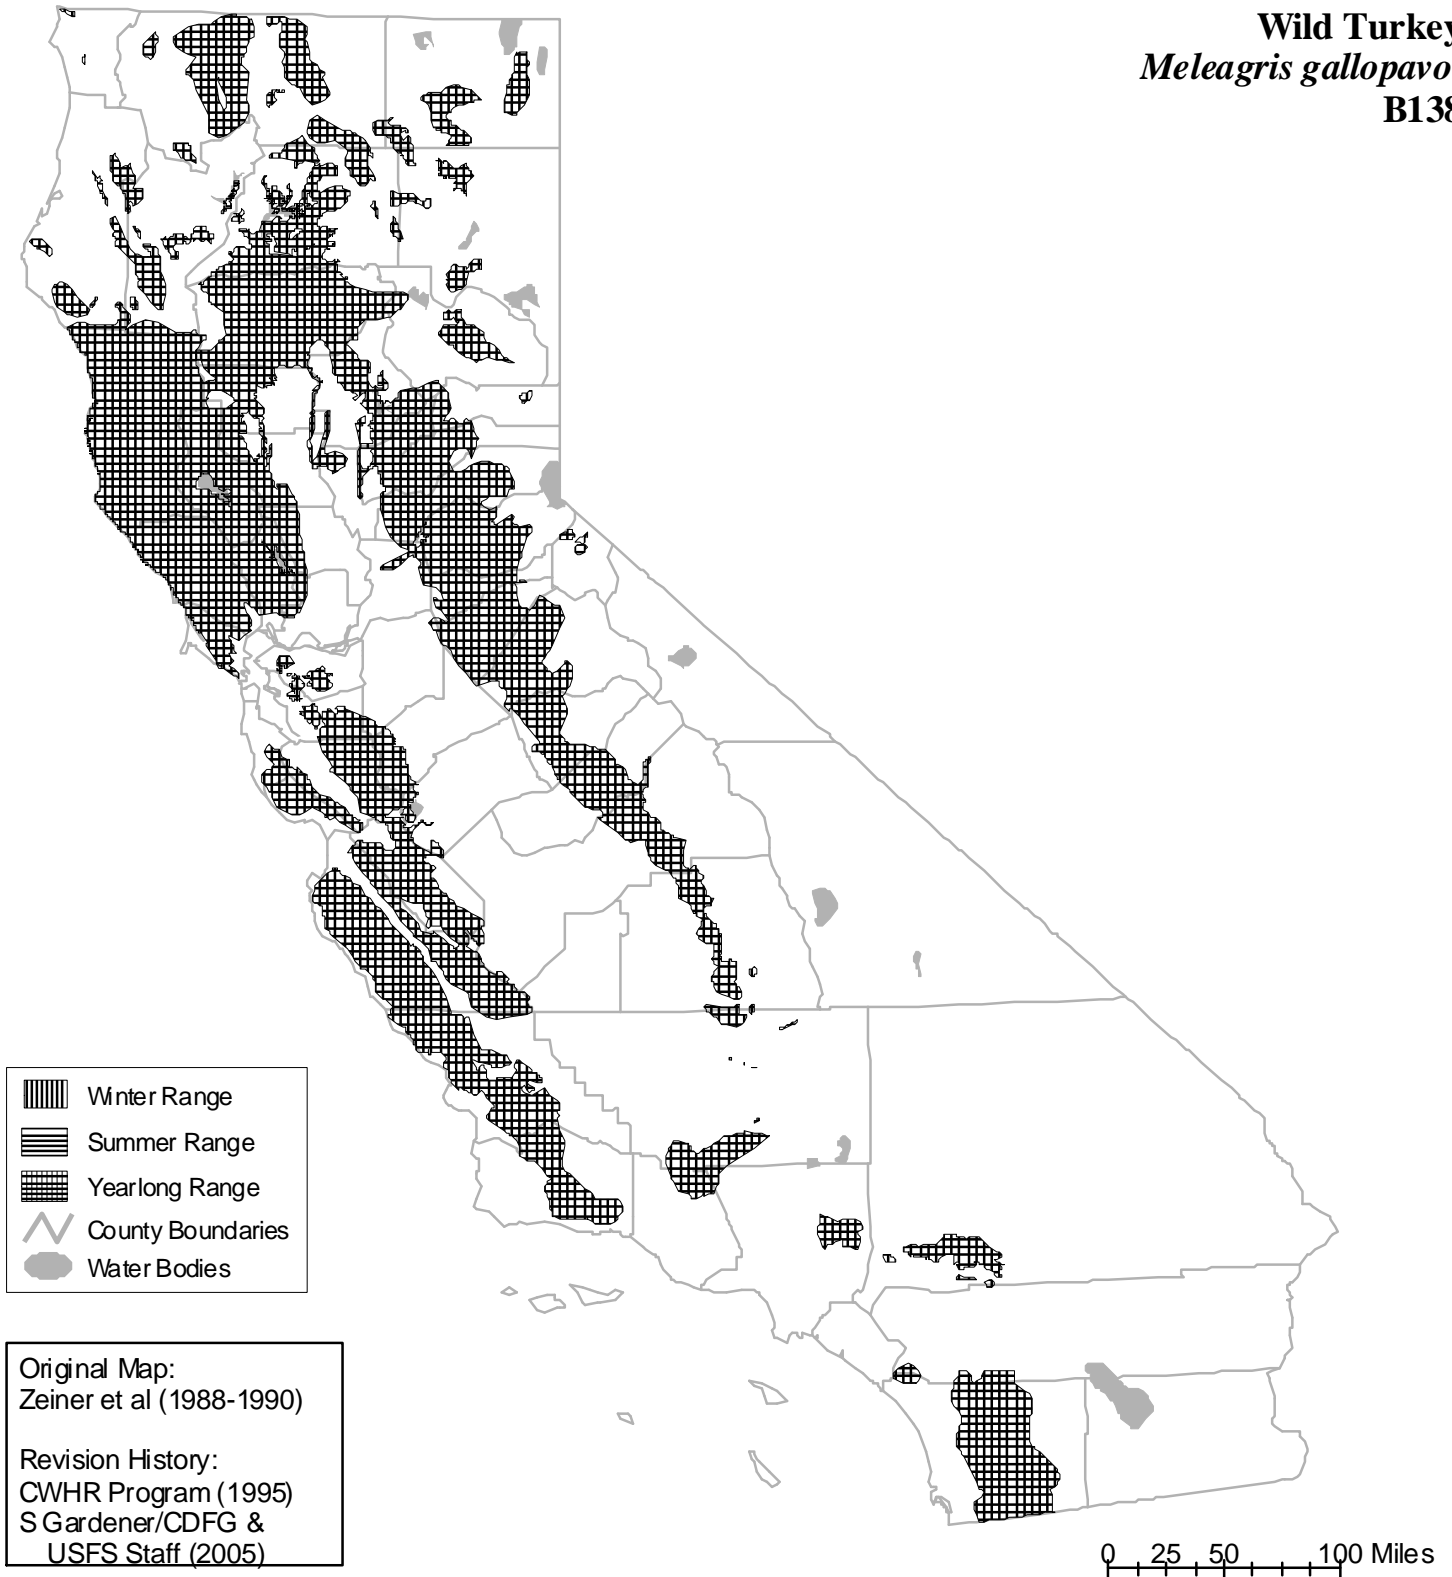 Wild Turkey
Meleagris gallopavo
B138
Winter Range
Summer Range
Yearlong Range
County Boundaries
Water Bodies
Original Map:
Zeiner et al (1988-1990)
Revision History:
CWHR Program (1995)
S Gardener/CDFG &
USFS Staff (2005)
0 25 50 100 Miles